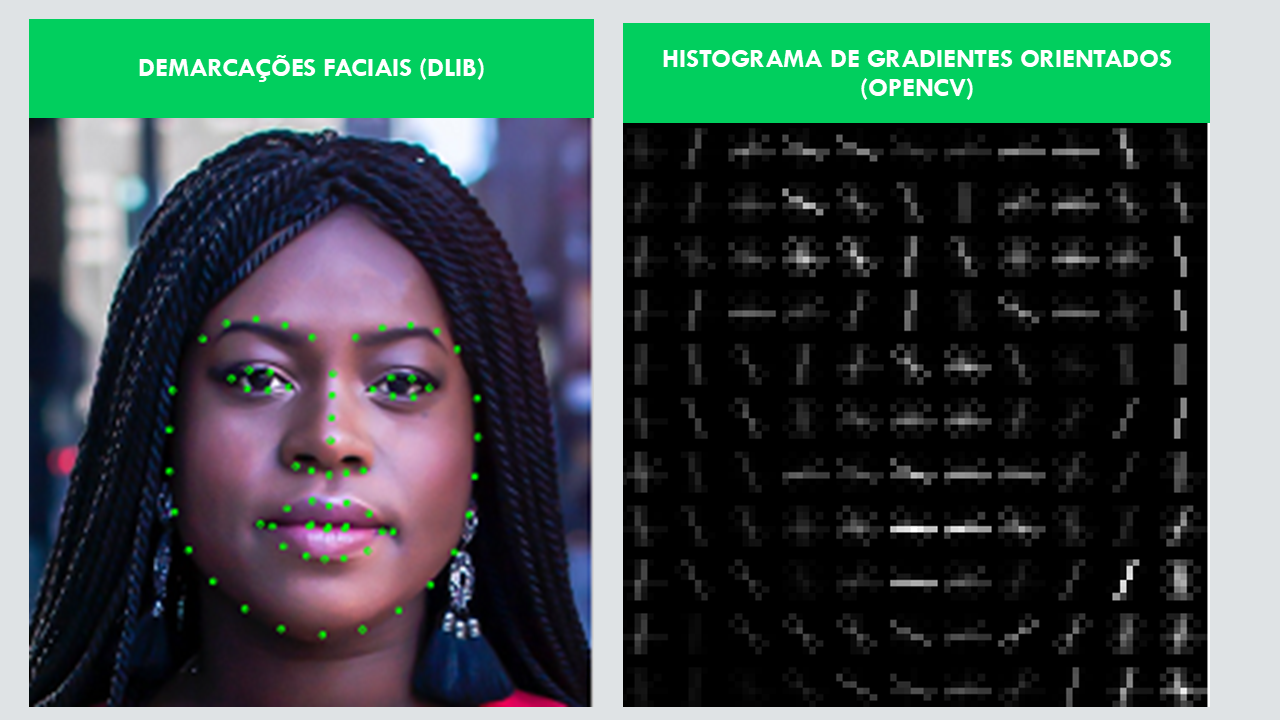 DEMARCAÇÕES FACIAIS (DLIB)
HISTOGRAMA DE GRADIENTES ORIENTADOS
(OPENCV)